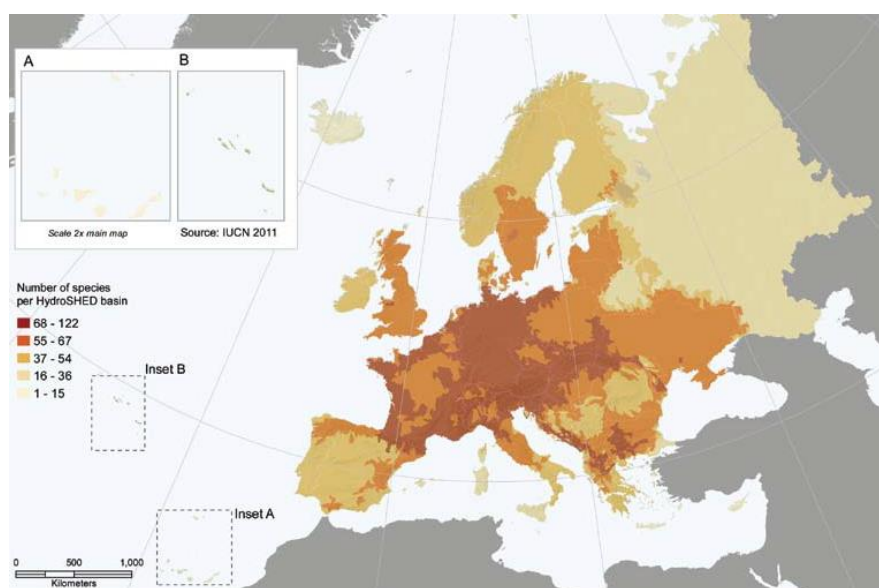 A
B
Scale 2x main map
Source: IUCN 2011
Number of species
per HydroSHED basin
68 - 122
55 - 67
37 - 54
16 - 36
1 - 15
Inset B
Inset A
0 500 1,000
Kilometers